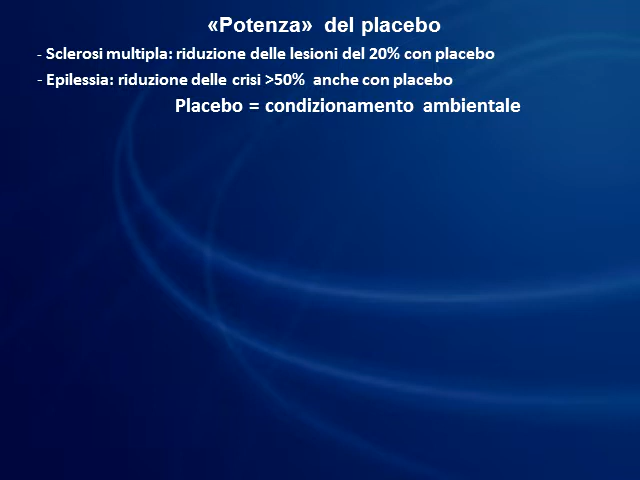 «Potenza» del placebo
- Sclerosi multipla: riduzione delle lesioni del 20% con placebo
- Epilessia: riduzione delle crisi >50% anche con placebo
Placebo = condizionamento ambientale